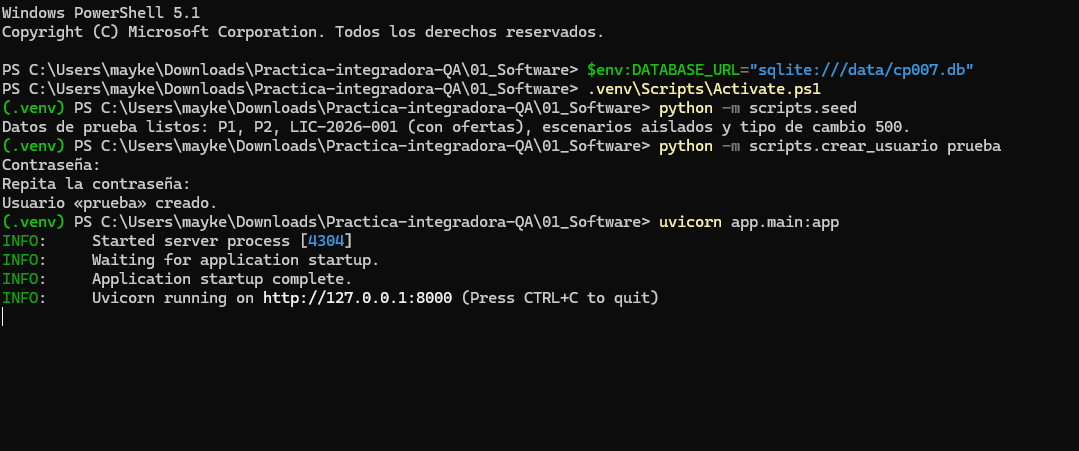 Windows PowerShell 5.1
Copyright (C) Microsoft Corporation. Todos los derechos reservados.
PS C:\Users\mayke\Downloads\Practica-integradora-QA\01_Software> $env:DATABASE_URL="sqlite:///data/cp007.db"
PS C:\Users\mayke\Downloads\Practica-integradora-QA\01_Software> .venv\Scripts\Activate.ps1
(.venv) PS C:\Users\mayke\Downloads\Practica-integradora-QA\01_Software> python -m scripts.seed
Datos de prueba listos: P1, P2, LIC-2026-001 (con ofertas), escenarios aislados y tipo de cambio 500.
(.venv) PS C:\Users\mayke\Downloads\Practica-integradora-QA\01_Software> python -m scripts.crear_usuario prueba
Contraseña:
Repita la contraseña:
Usuario «prueba» creado.
(.venv) PS C:\Users\mayke\Downloads\Practica-integradora-QA\01_Software> uvicorn app.main:app
INFO:     Started server process [4304]
INFO:     Waiting for application startup.
INFO:     Application startup complete.
INFO:     Uvicorn running on http://127.0.0.1:8000 (Press CTRL+C to quit)